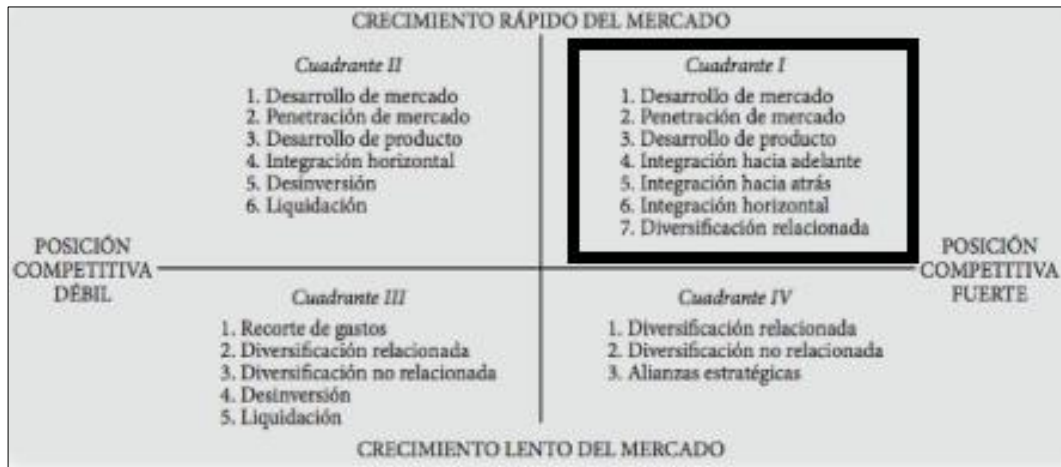 CRECIMIENTO RÁPIDO DEL MERCADO
Cuadrante II
1. Desarrollo de mercado
2. Penetración de mercado
3. Desarrollo de producto
4. Integración horizontal
5. Desinversión
6. Liquidación
Cuadrante I
1. Desarrollo de mercado
2. Penetración de mercado
3. Desarrollo de producto
4. Integración hacia adelante
5. Integración hacia atrás
6. Integración horizontal
7. Diversificación relacionada
POSICIÓN
COMPETITIVA
DÉBIL
POSICIÓN
COMPETITIVA
FUERTE
Cuadrante III
1. Recorte de gastos
2. Diversificación relacionada
3. Diversificación no relacionada
4. Desinversión
5. Liquidación
Cuadrante IV
1. Diversificación relacionada
2. Diversificación no relacionada
3. Alianzas estratégicas
CRECIMIENTO LENTO DEL MERCADO